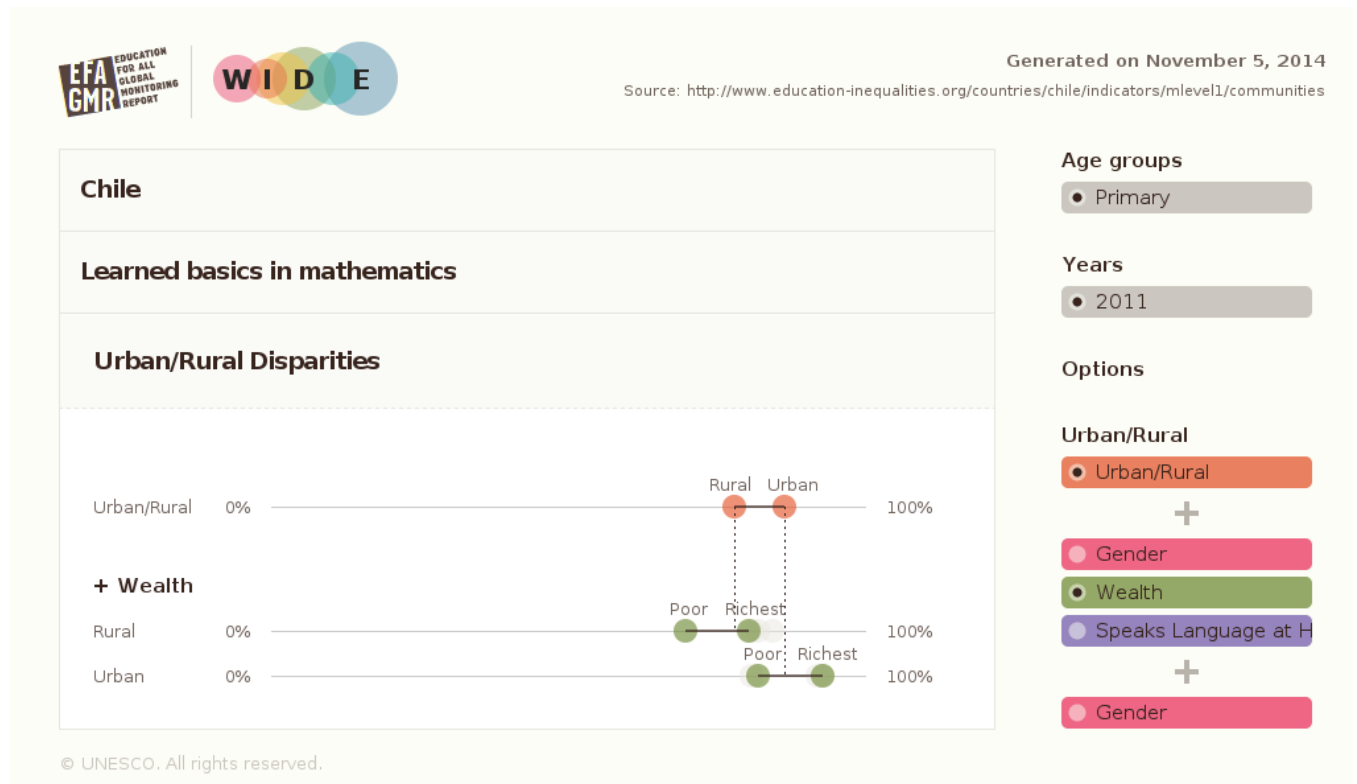 EFA
GMR
EDUCATION
FOR ALL
GLOBAL
MONITORING
REPORT
W I D E
Generated on November 5, 2014
Source: http://www.education-inequalities.org/countries/chile/indicators/mlevel1/communities
Chile
Learned basics in mathematics
Urban/Rural Disparities
Rural Urban
Urban/Rural 0% 100%
+ Wealth
Poor Richest
Rural 0% 100%
Poor Richest
Urban 0% 100%
Age groups
Primary
Years
2011
Options
Urban/Rural
Urban/Rural
+
Gender
Wealth
Speaks Language at H
+
Gender
© UNESCO. All rights reserved.